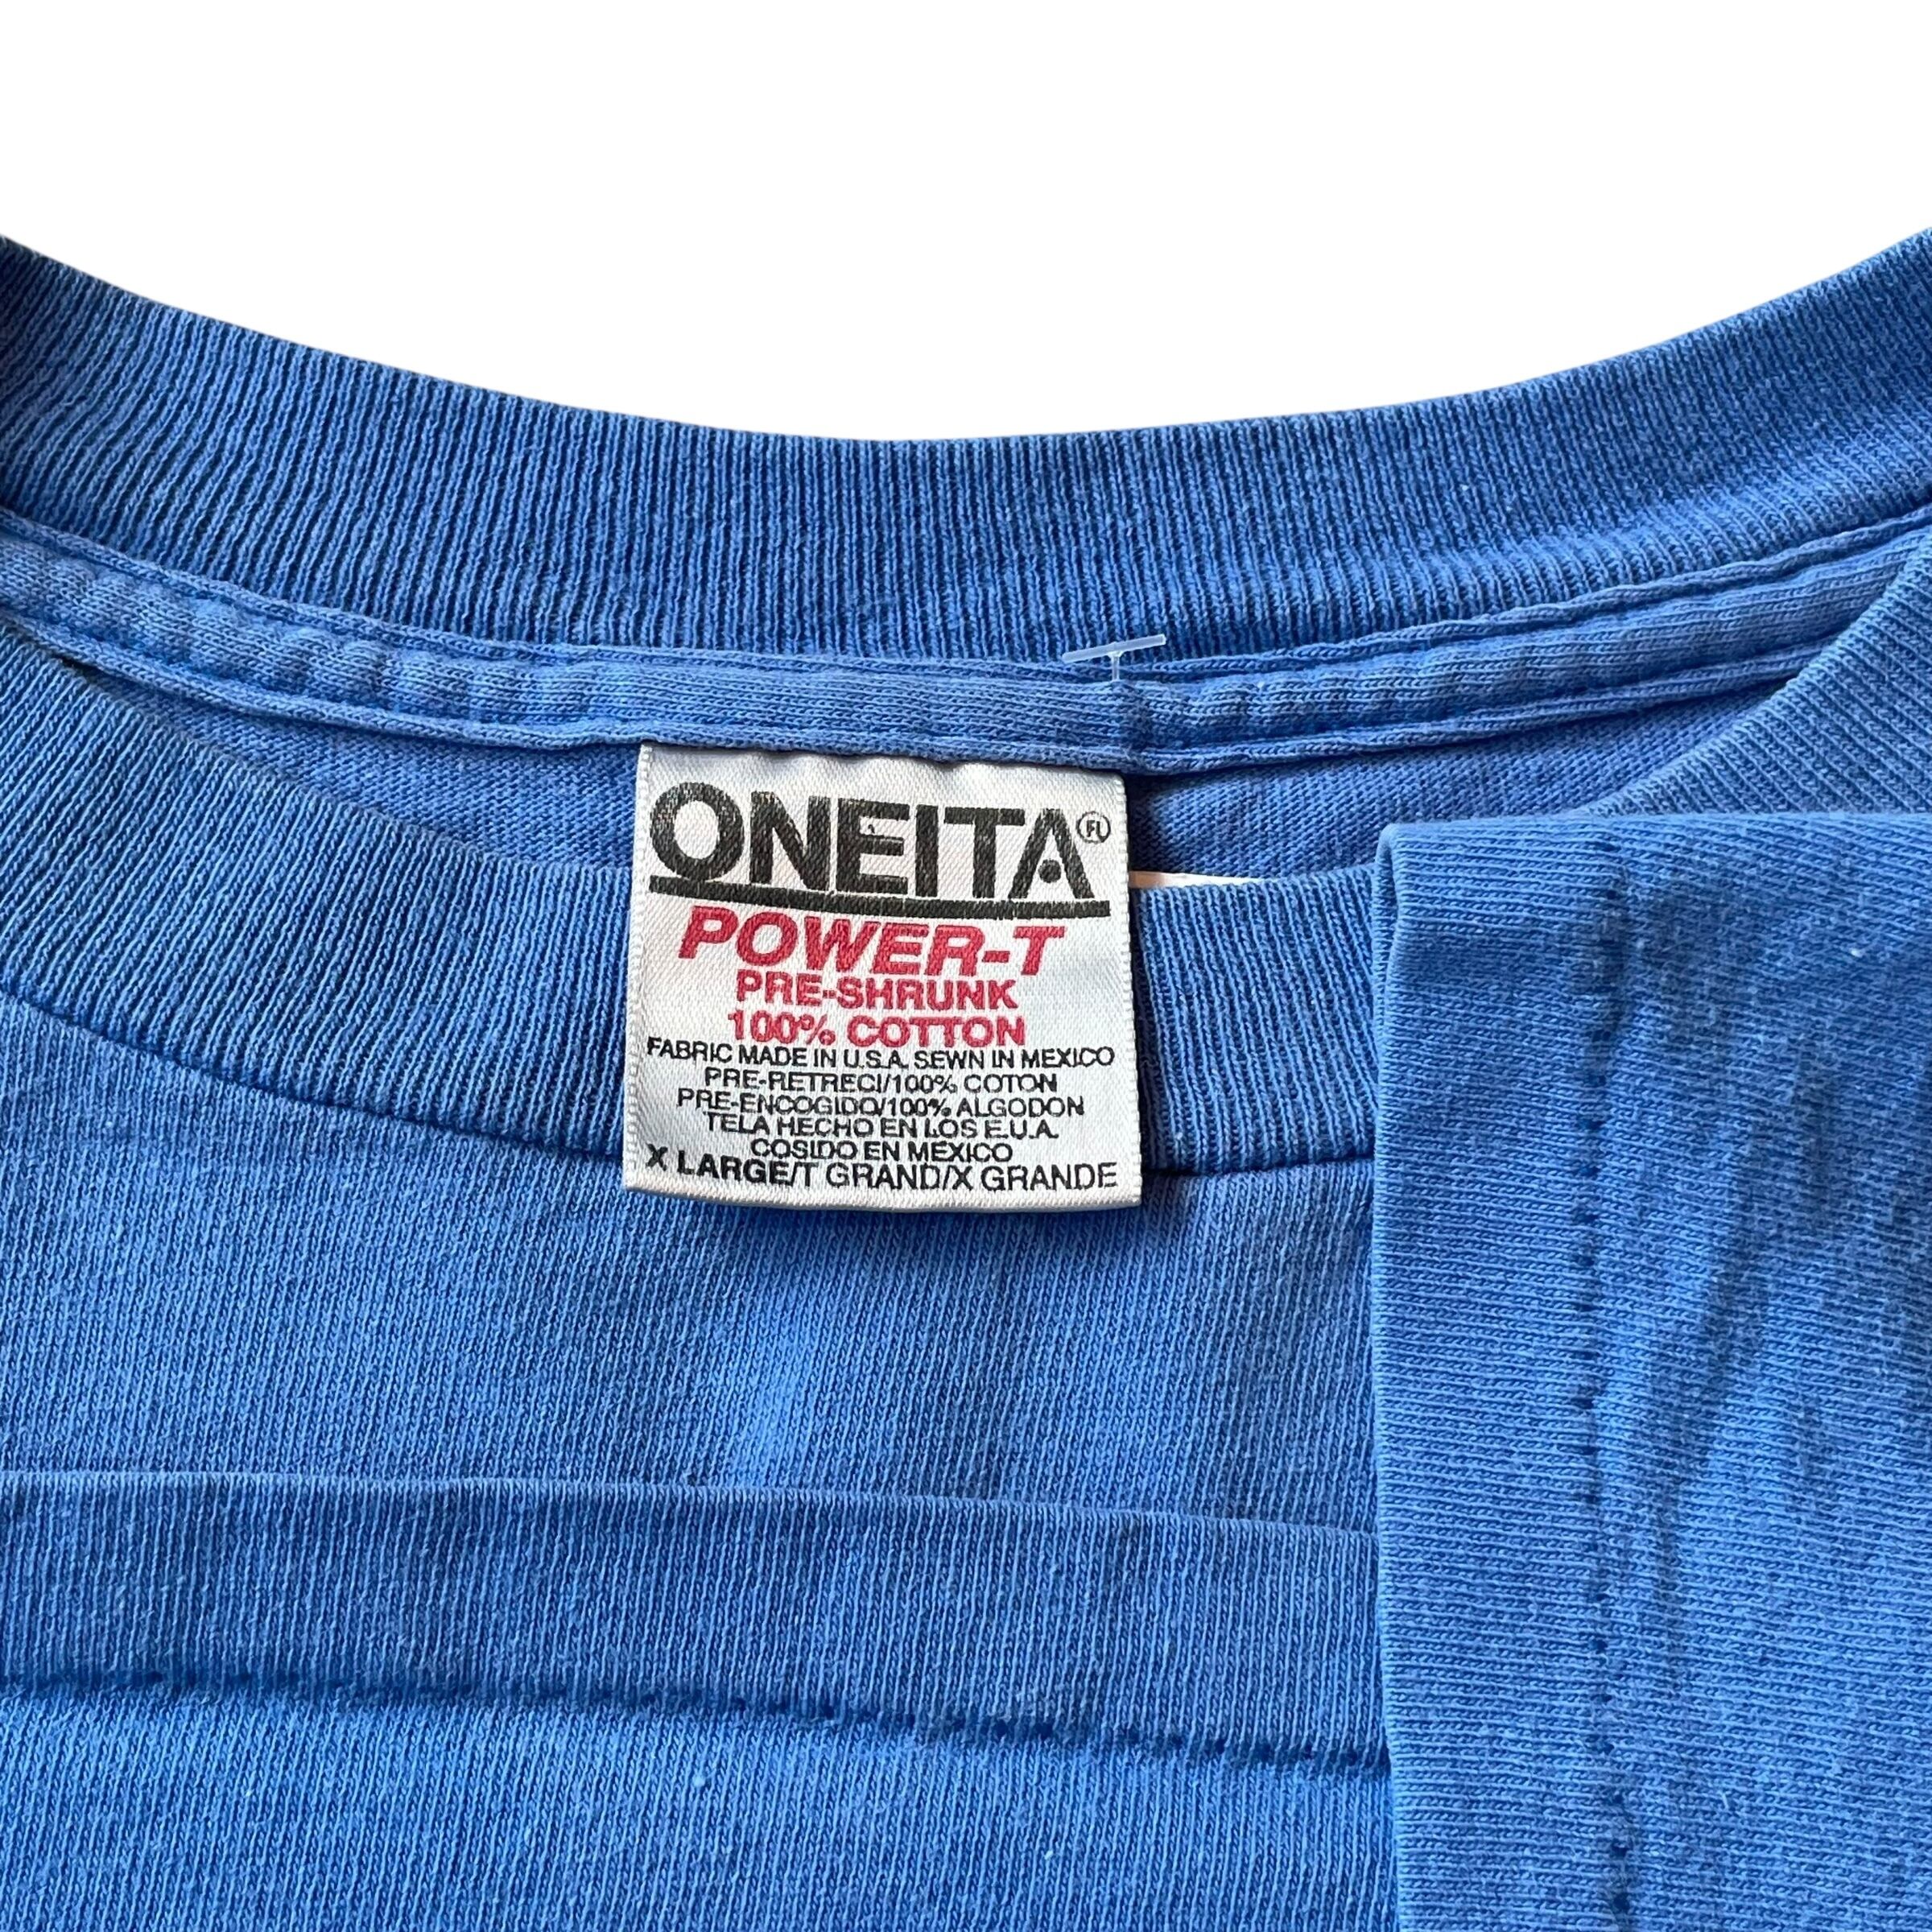 ONEITA FL
POWER-T
PRE-SHRUNK
100% COTTON
FABRIC MADE IN U.S.A. SEWN IN MEXICO
PRE-RETRECI/100% COTON
PRE-ENCOGIDO/100% ALGODON
TELA HECHO EN LOS E.U.A.
COSIDO EN MEXICO
X LARGE/T GRAND/X GRANDE